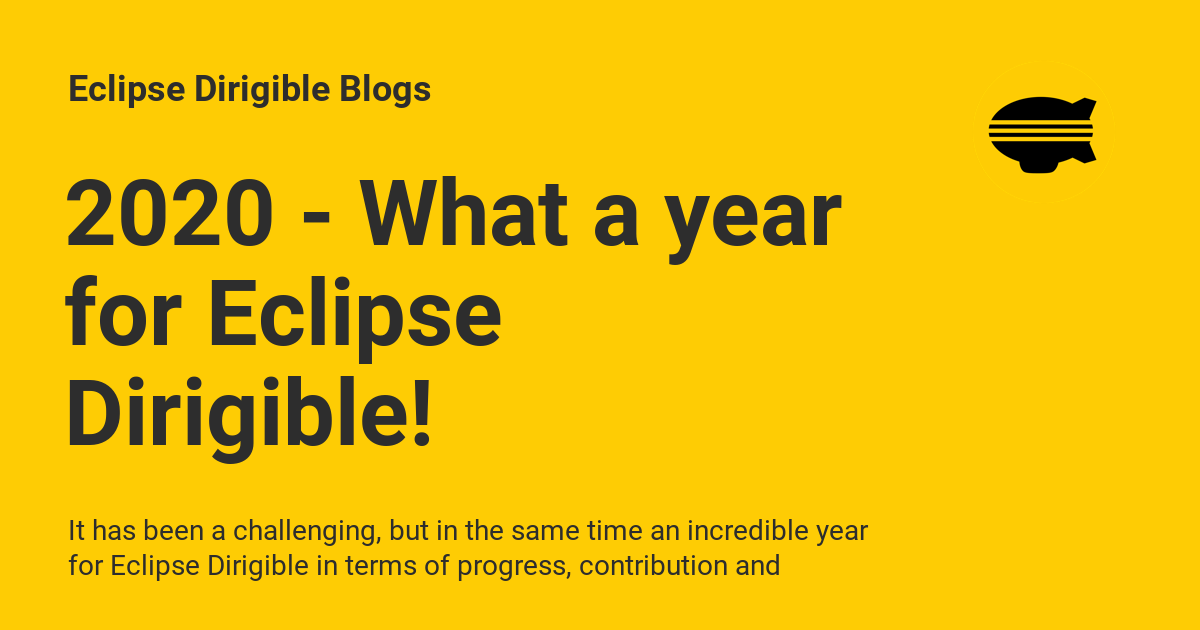 Eclipse Dirigible Blogs
2020 - What a year
for Eclipse
Dirigible!
It has been a challenging, but in the same time an incredible year
for Eclipse Dirigible in terms of progress, contribution and